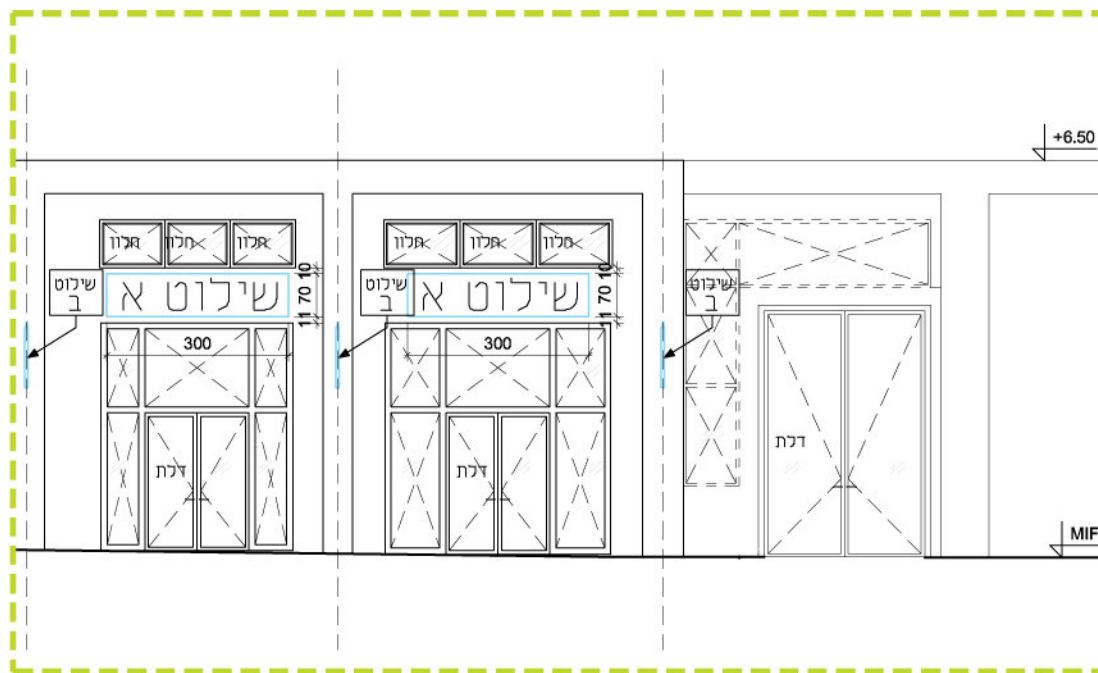 +6.50
חלון חלון חלון
חלון חלון חלון
10
70
11
10
70
11
שילוט
ב
שילוט א
שילוט
ב
שילוט א
שילוט
ב
300
300
דלת
דלת
דלת
MIF